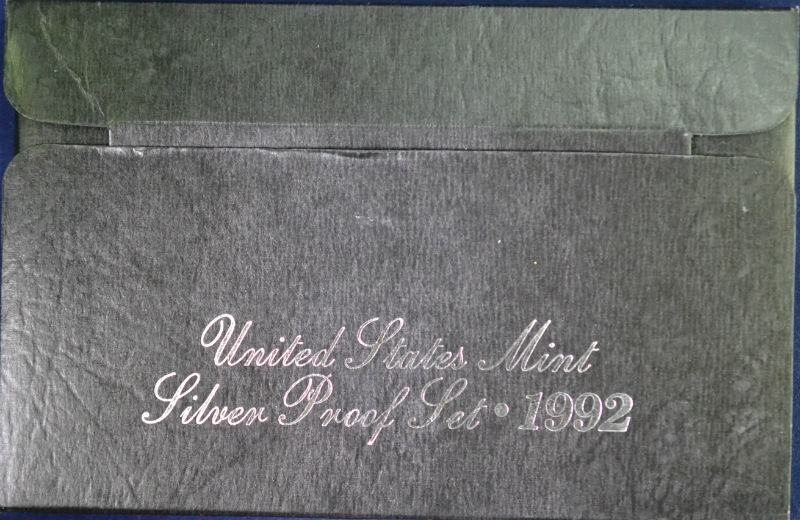 United States Mint
Silver Proof Set • 1992